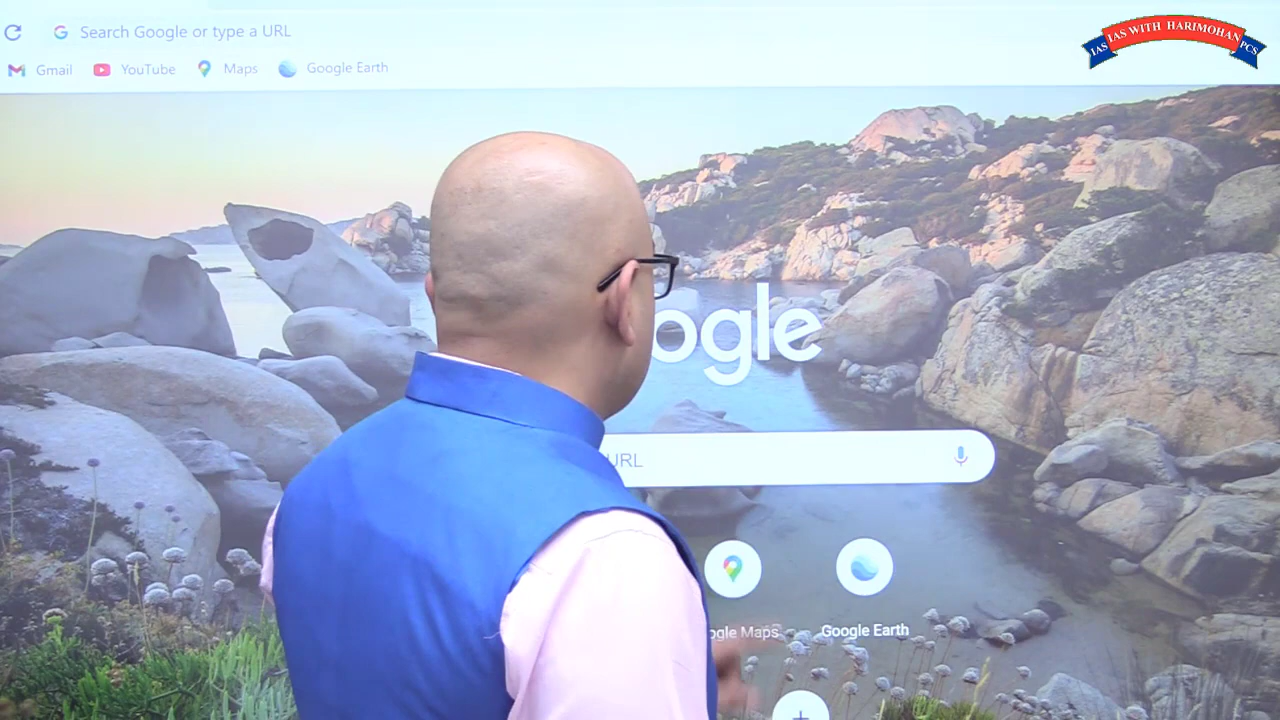 Search Google or type a URL
IAS IAS WITH HARIMOHAN PCS
Gmail YouTube Maps Google Earth
ogle
URL
ogle Maps Google Earth